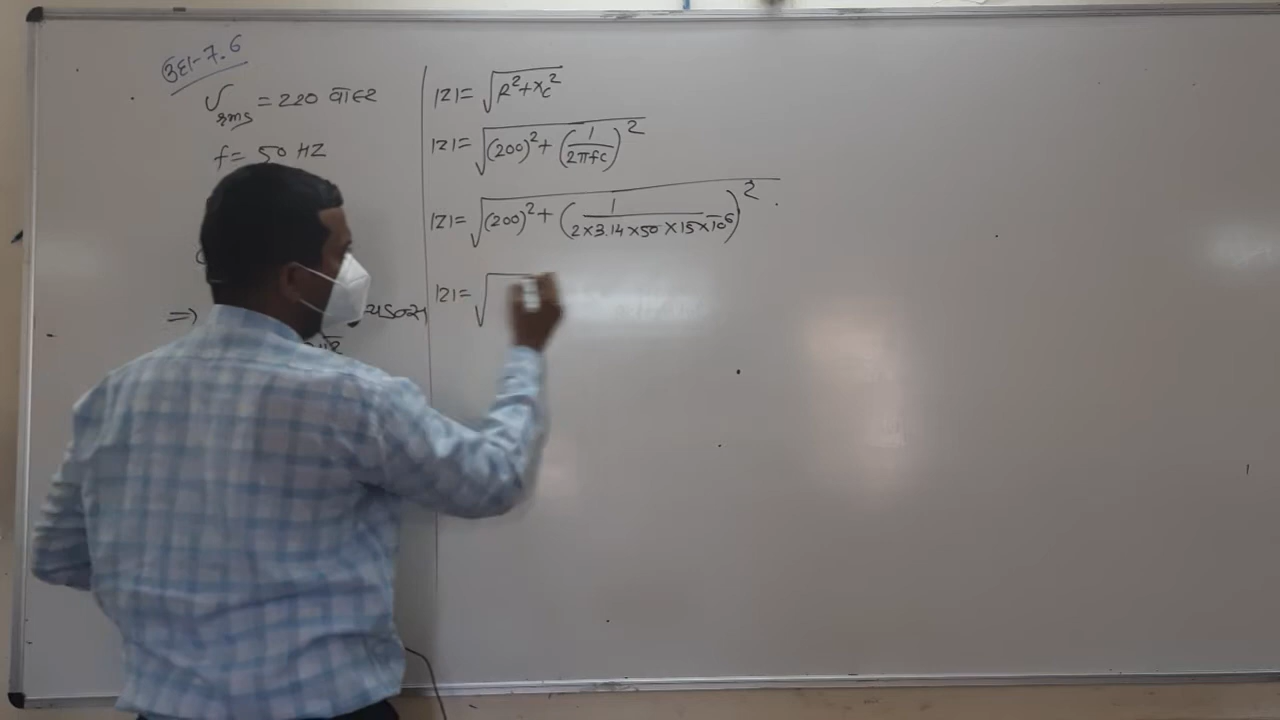 उदा-7.6
V rms = 220 वोल्ट
f = 50 HZ
⇒
|Z| = √(R² + Xc²)
|Z| = √((200)² + (1/2πfc)²)
|Z| = √((200)² + (1/2×3.14×50×15×10⁻⁶)²)
|Z| = √